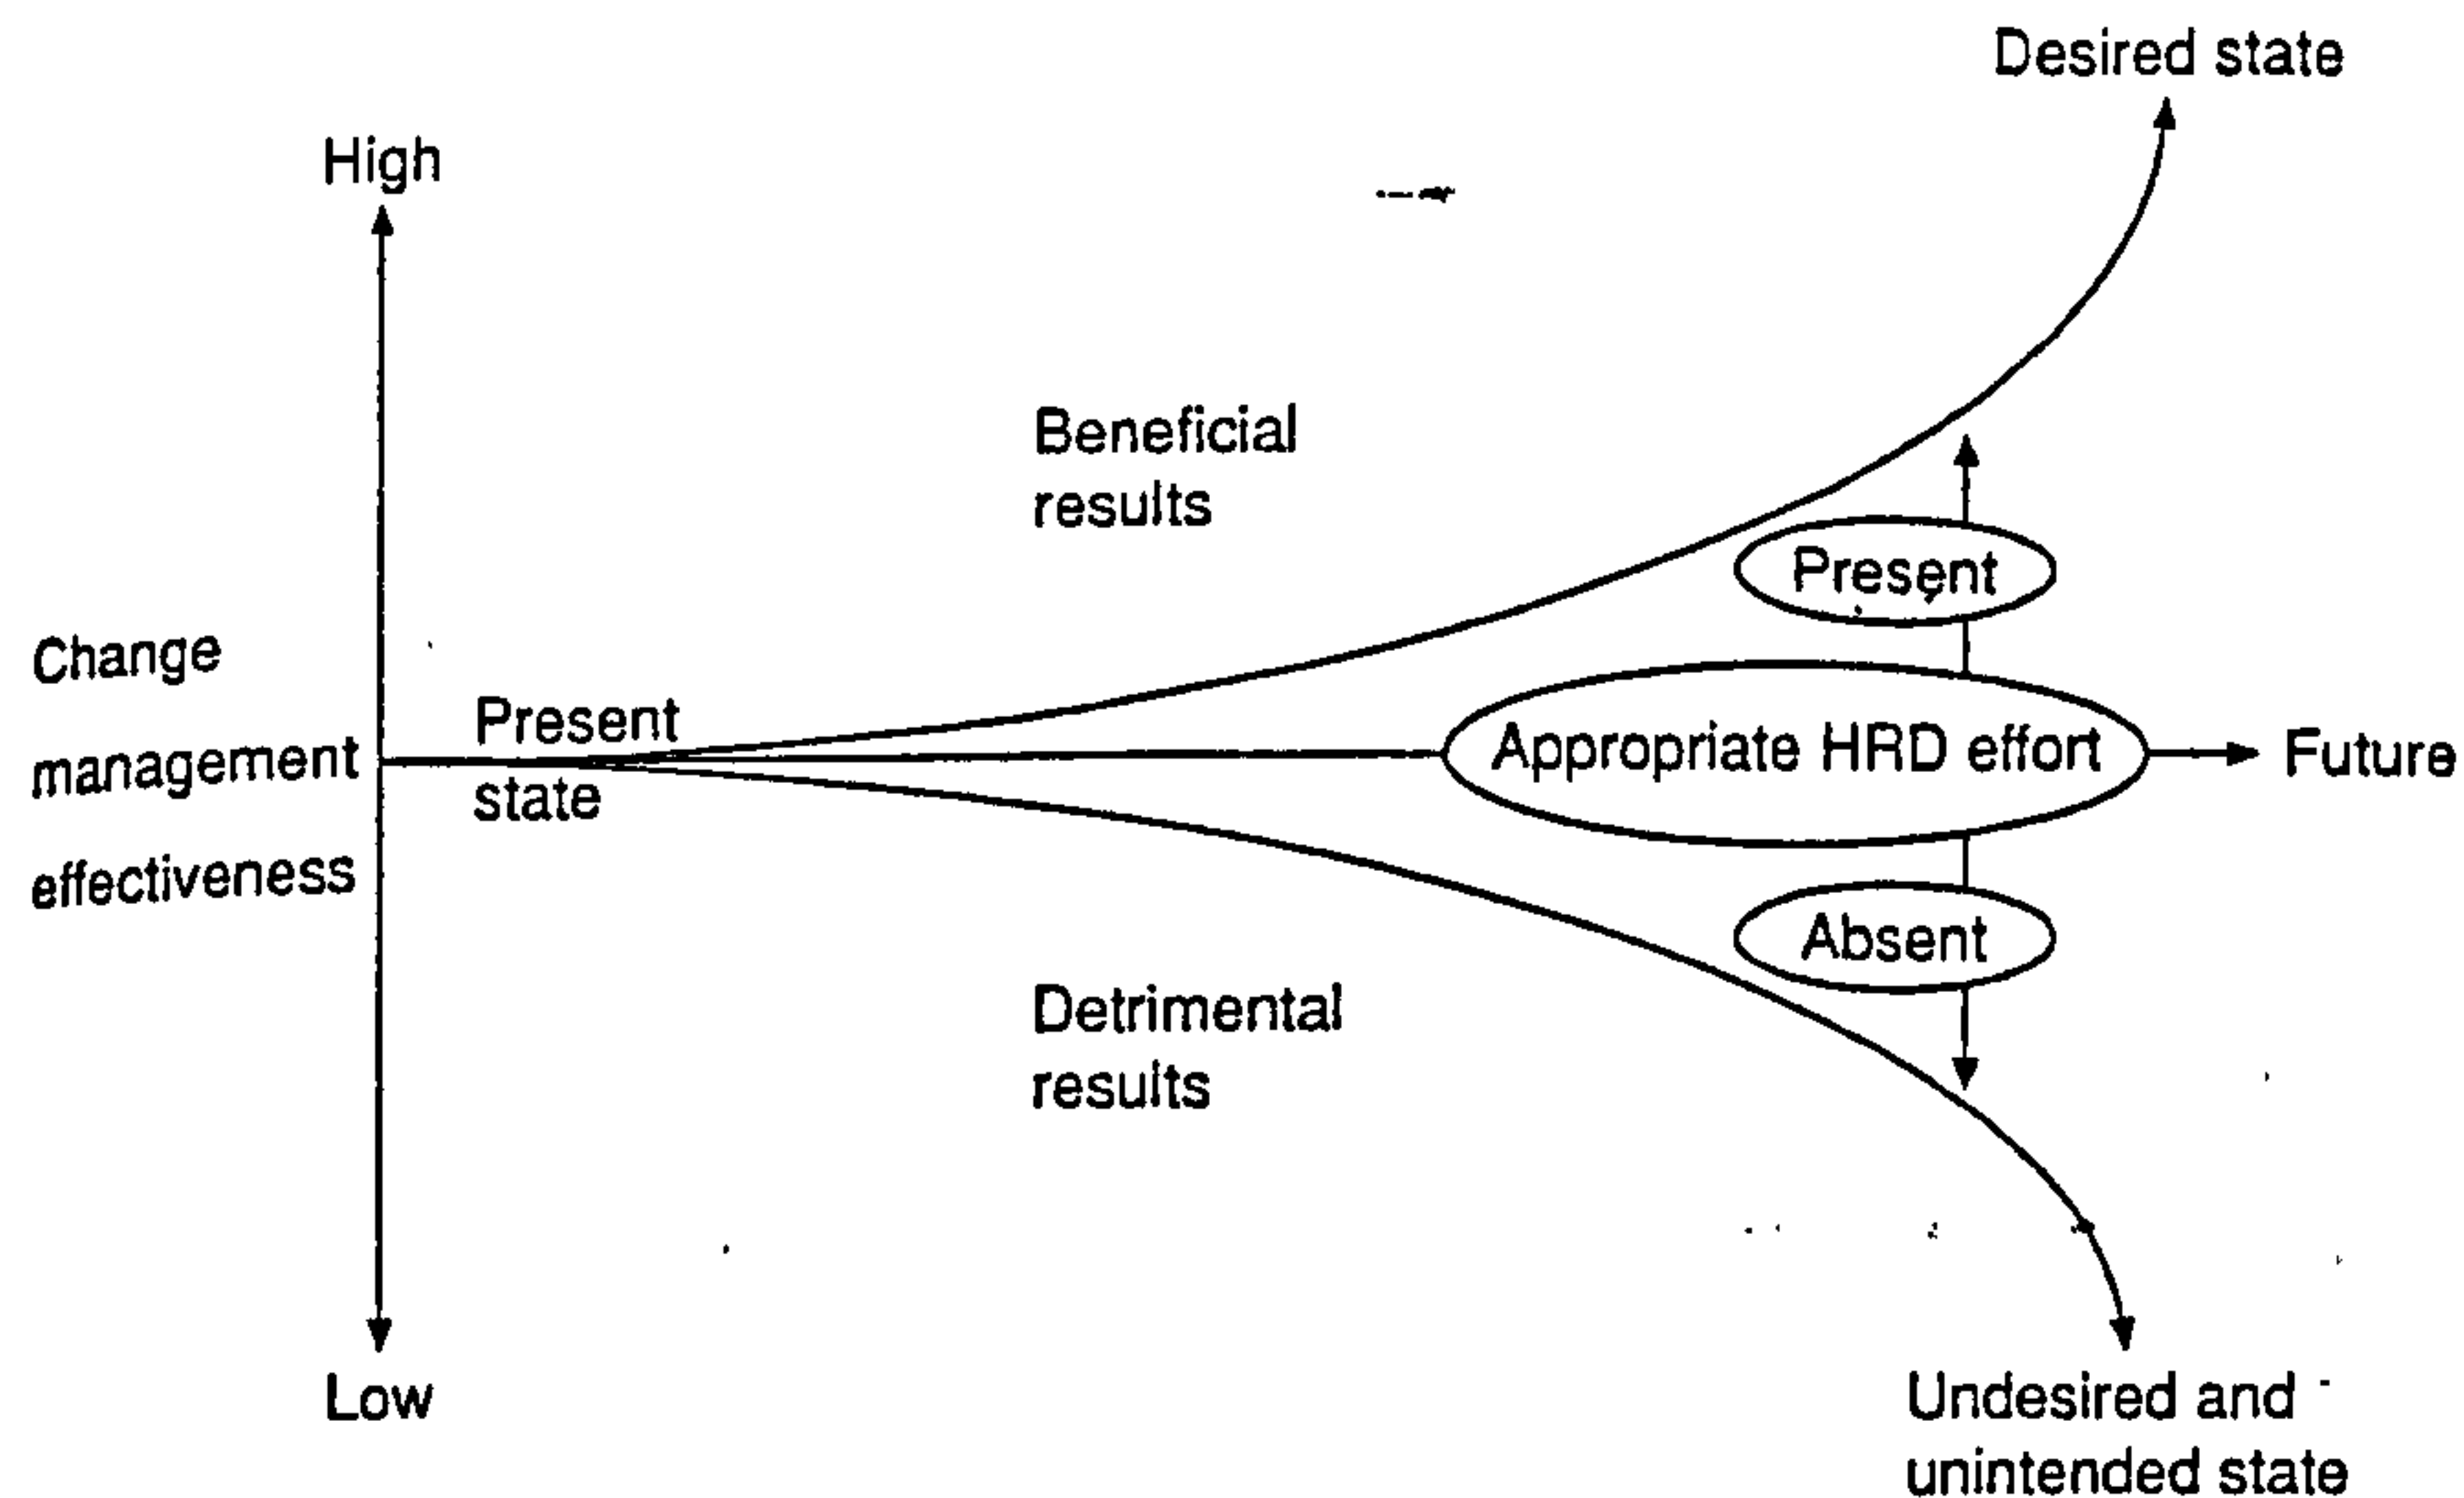 Desired state
High
Beneficial
results
Present
Change
management
effectiveness
Present
state
Appropriate HRD effort
Future
Absent
Detrimental
results
Low
Undesired and
unintended state